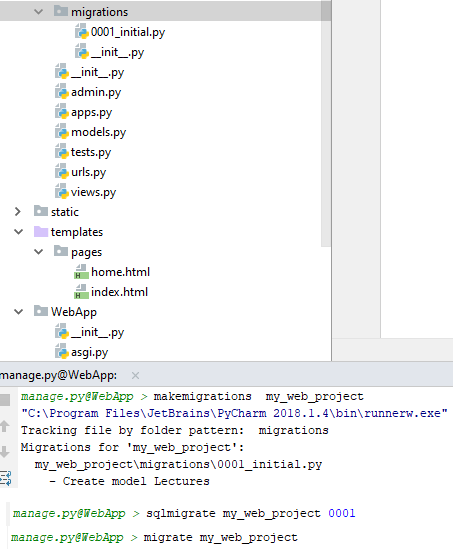 migrations
0001_initial.py
__init__.py
__init__.py
admin.py
apps.py
models.py
tests.py
urls.py
views.py
static
templates
pages
home.html
index.html
WebApp
__init__.py
asgi.py
manage.py@WebApp:
manage.py@WebApp > makemigrations  my_web_project
"C:\Program Files\JetBrains\PyCharm 2018.1.4\bin\runnerw.exe"
Tracking file by folder pattern:  migrations
Migrations for 'my_web_project':
  my_web_project\migrations\0001_initial.py
    - Create model Lectures
manage.py@WebApp > sqlmigrate my_web_project 0001
manage.py@WebApp > migrate my_web_project